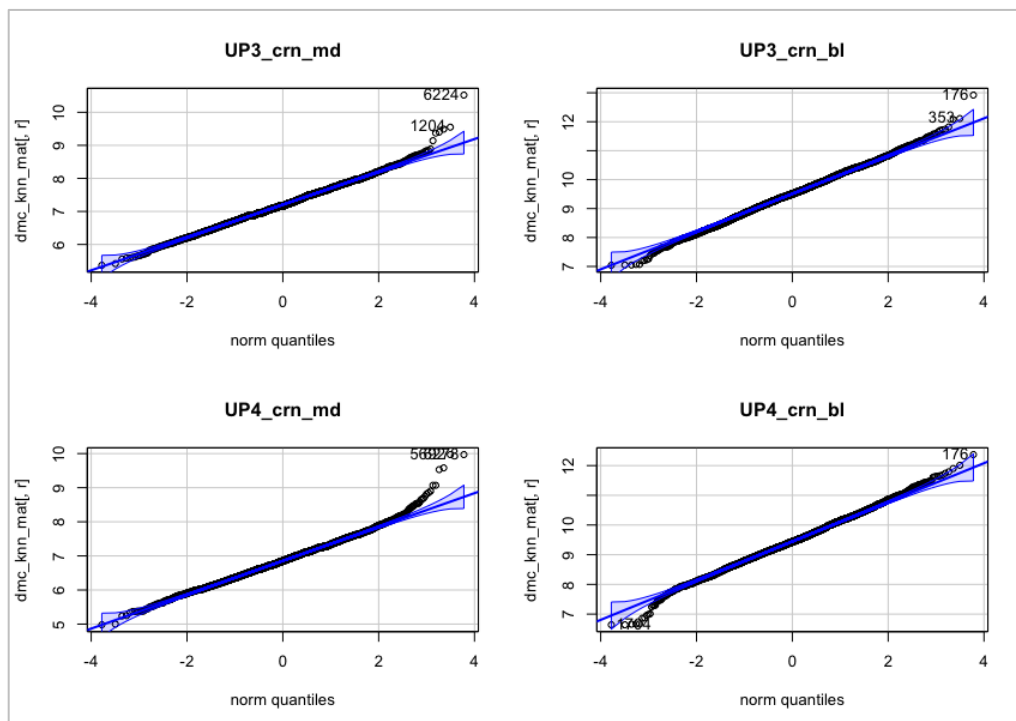 UP3_crn_md
UP3_crn_bl
dmc_knn_mat[, r]
10
9
8
7
6
6224
1204
-4 -2 0 2 4
norm quantiles
dmc_knn_mat[, r]
12
11
10
9
8
7
176
353
-4 -2 0 2 4
norm quantiles
UP4_crn_md
UP4_crn_bl
dmc_knn_mat[, r]
10
9
8
7
6
5
-4 -2 0 2 4
norm quantiles
dmc_knn_mat[, r]
12
11
10
9
8
7
176
-4 -2 0 2 4
norm quantiles